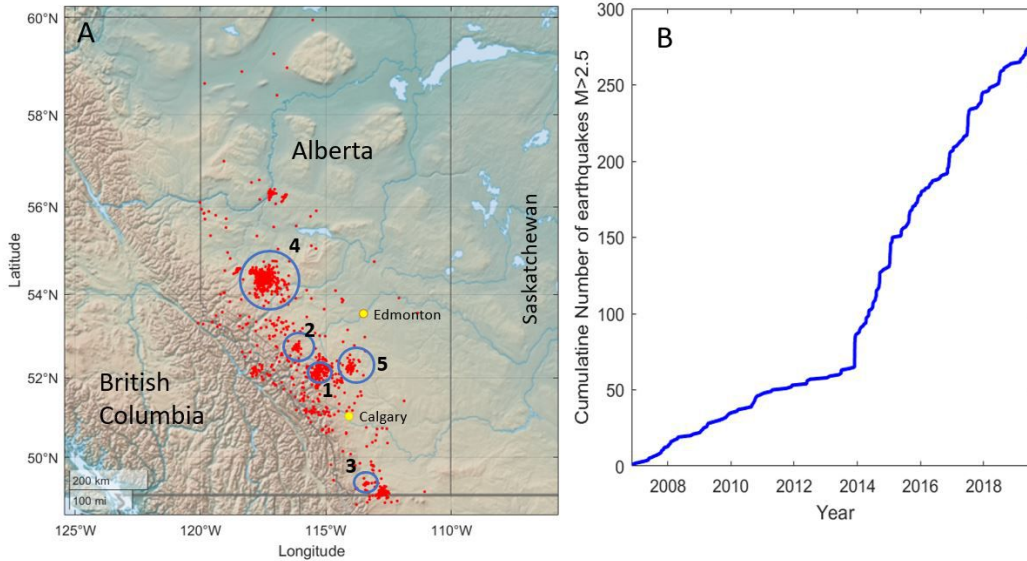 A
60°N
58°N
56°N
54°N
52°N
50°N
Latitude
Alberta
Saskatchewan
British
Columbia
4
2
5
1
3
Edmonton
Calgary
200 km
100 mi
125°W
120°W
115°W
110°W
Longitude
B
300
250
200
150
100
50
0
Cumulatine Number of earthquakes M>2.5
2008
2010
2012
2014
2016
2018
Year